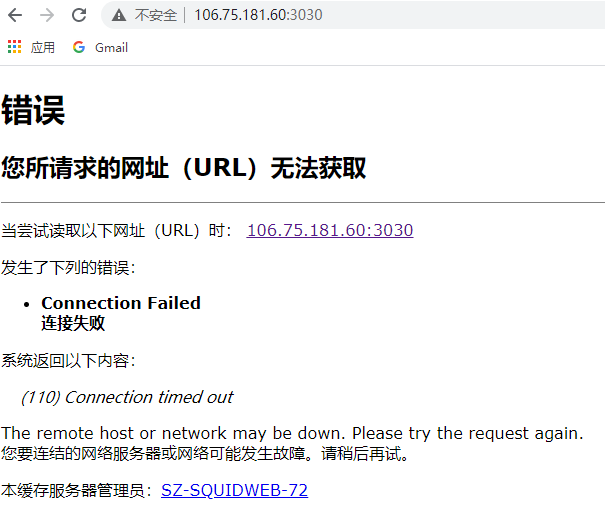 不安全 | 106.75.181.60:3030
应用 Gmail
错误
您所请求的网址（URL）无法获取
当尝试读取以下网址（URL）时： 106.75.181.60:3030
发生了下列的错误：
Connection Failed
连接失败
系统返回以下内容：
(110) Connection timed out
The remote host or network may be down. Please try the request again.
您要连结的网络服务器或网络可能发生故障。请稍后再试。
本缓存服务器管理员：SZ-SQUIDWEB-72